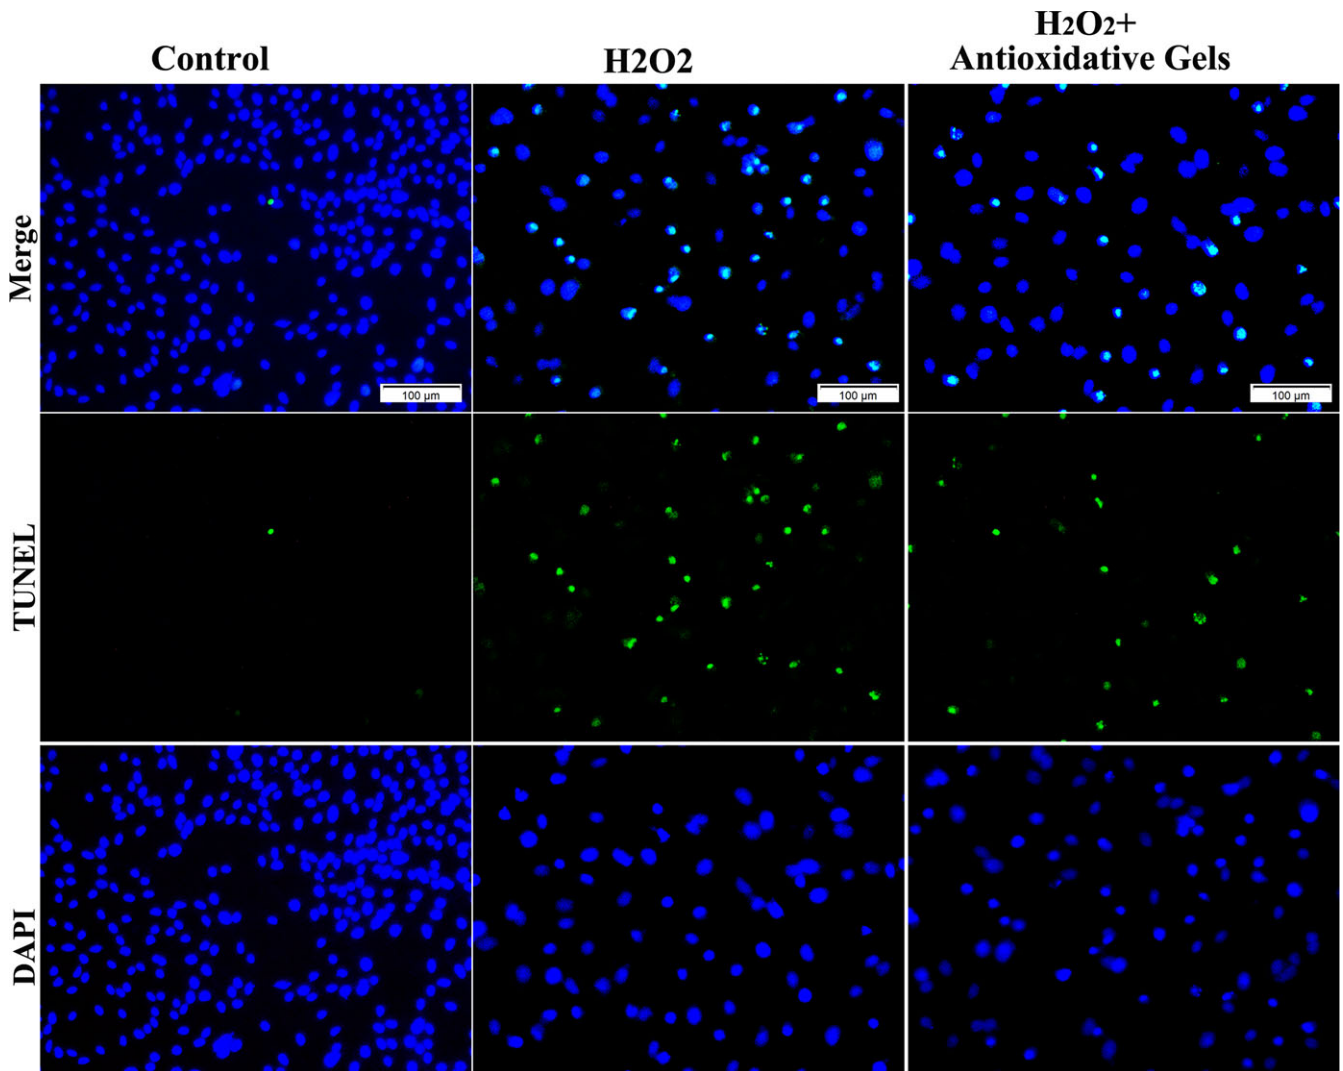 Control
H2O2
H2O2+
Antioxidative Gels
Merge
100 µm
100 µm
100 µm
TUNEL
DAPI